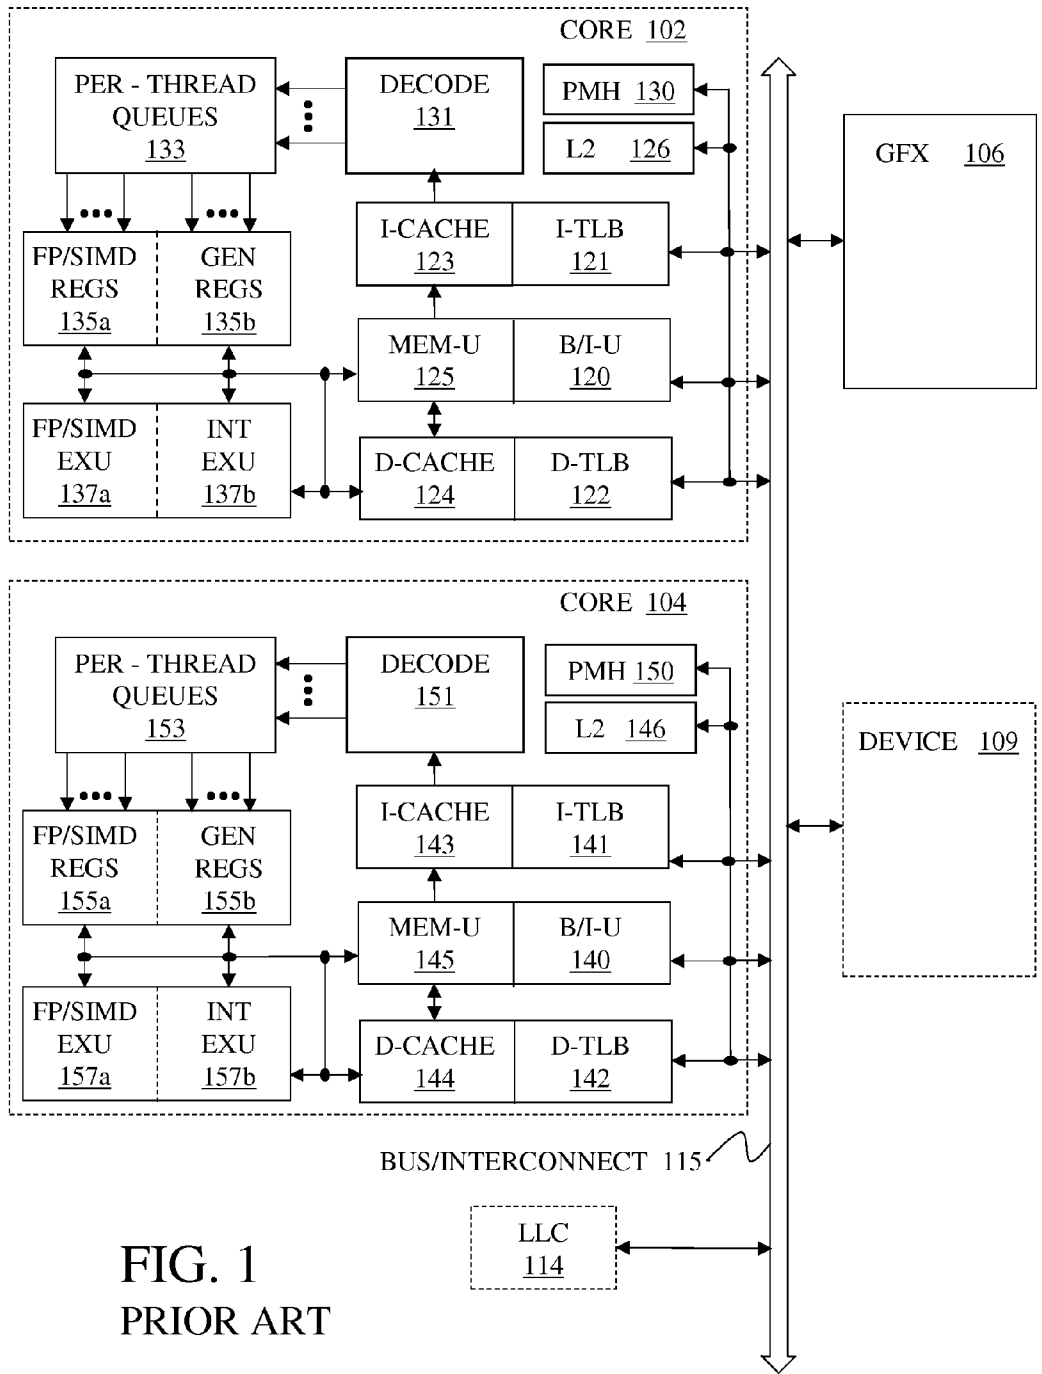 CORE 102
PER - THREAD
QUEUES
133
DECODE
131
PMH 130
L2 126
GFX 106
I-CACHE
123
I-TLB
121
FP/SIMD
REGS
135a
GEN
REGS
135b
MEM-U
125
B/I-U
120
FP/SIMD
EXU
137a
INT
EXU
137b
D-CACHE
124
D-TLB
122
CORE 104
PER - THREAD
QUEUES
153
DECODE
151
PMH 150
L2 146
DEVICE 109
I-CACHE
143
I-TLB
141
FP/SIMD
REGS
155a
GEN
REGS
155b
MEM-U
145
B/I-U
140
FP/SIMD
EXU
157a
INT
EXU
157b
D-CACHE
144
D-TLB
142
BUS/INTERCONNECT 115
LLC
114
FIG. 1
PRIOR ART